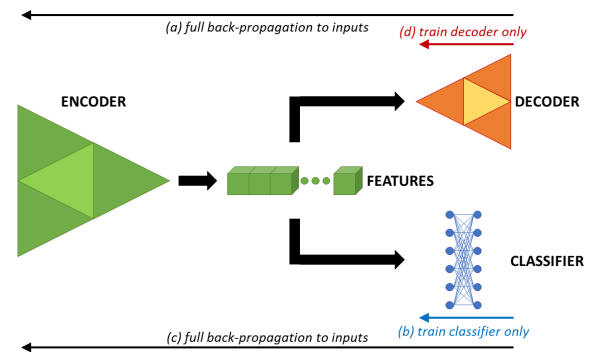 (a) full back-propagation to inputs
(d) train decoder only
ENCODER
DECODER
FEATURES
CLASSIFIER
(b) train classifier only
(c) full back-propagation to inputs